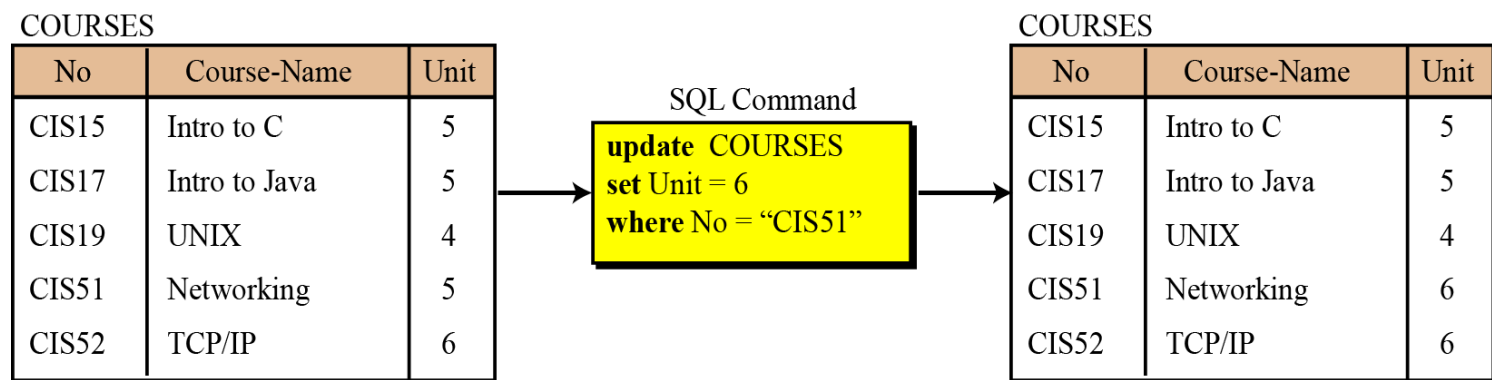 COURSES
No Course-Name Unit
CIS15 Intro to C 5
CIS17 Intro to Java 5
CIS19 UNIX 4
CIS51 Networking 5
CIS52 TCP/IP 6
SQL Command
update COURSES
set Unit = 6
where No = “CIS51”
COURSES
No Course-Name Unit
CIS15 Intro to C 5
CIS17 Intro to Java 5
CIS19 UNIX 4
CIS51 Networking 6
CIS52 TCP/IP 6